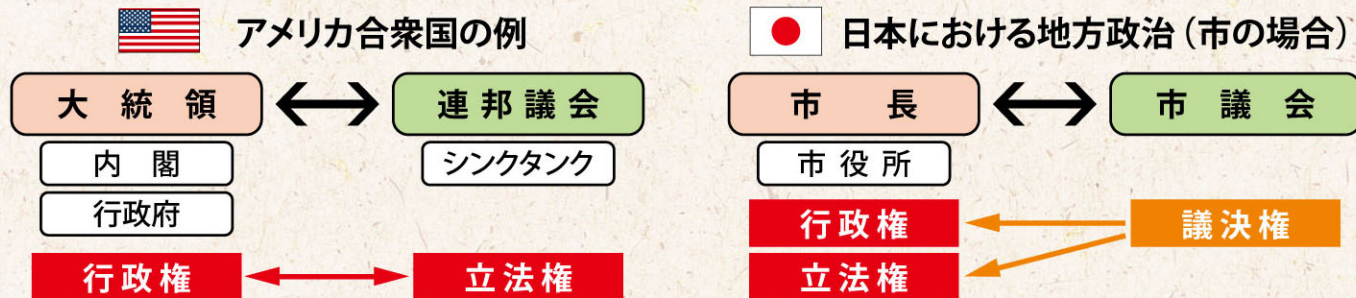 アメリカ合衆国の例
大統領
連邦議会
内閣
シンクタンク
行政府
行政権
立法権
日本における地方政治（市の場合）
市長
市議会
市役所
行政権
議決権
立法権